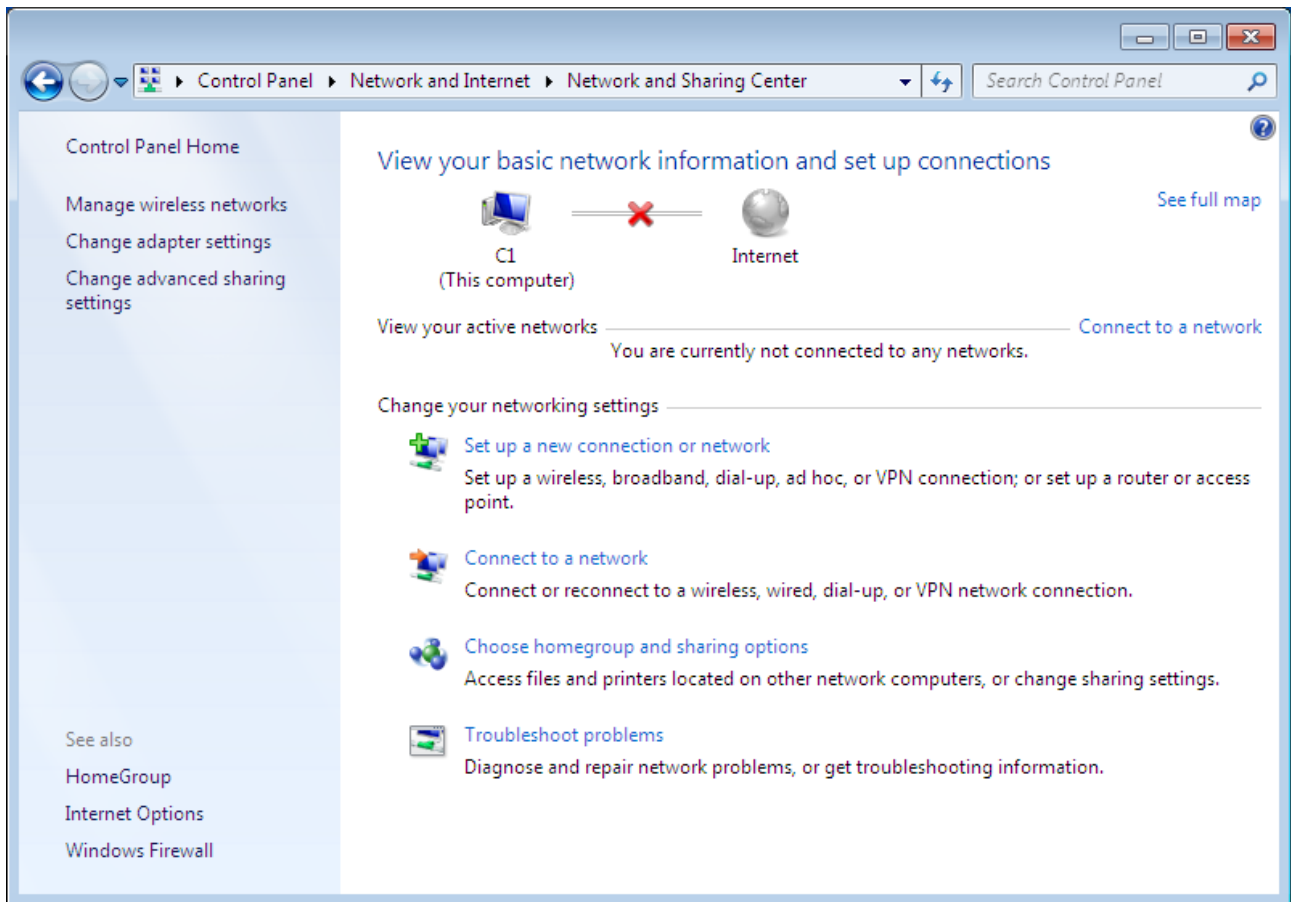 Control Panel Network and Internet Network and Sharing Center Search Control Panel
Control Panel Home
Manage wireless networks
Change adapter settings
Change advanced sharing
settings
See also
HomeGroup
Internet Options
Windows Firewall
View your basic network information and set up connections
See full map
C1
(This computer)
Internet
View your active networks Connect to a network
You are currently not connected to any networks.
Change your networking settings
Set up a new connection or network
Set up a wireless, broadband, dial-up, ad hoc, or VPN connection; or set up a router or access
point.
Connect to a network
Connect or reconnect to a wireless, wired, dial-up, or VPN network connection.
Choose homegroup and sharing options
Access files and printers located on other network computers, or change sharing settings.
Troubleshoot problems
Diagnose and repair network problems, or get troubleshooting information.